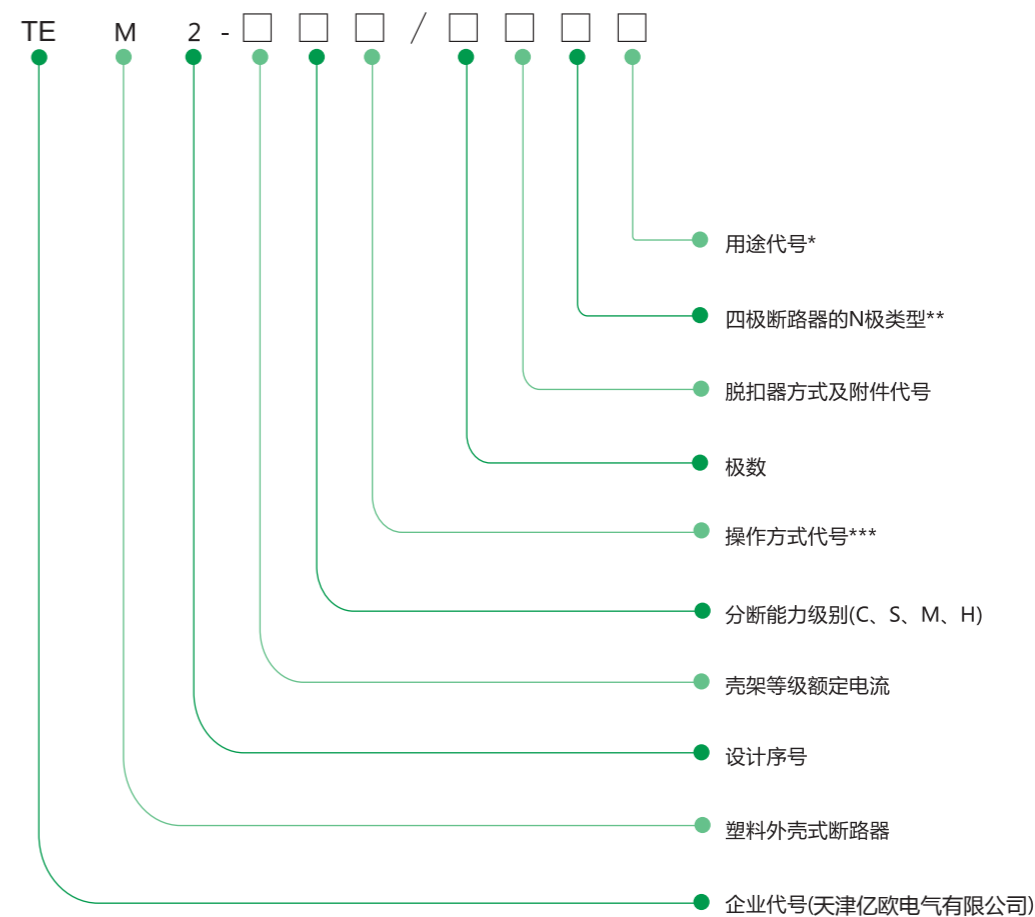 TE M 2 - □ □ □ / □ □ □ □
用途代号*
四极断路器的N极类型**
脱扣器方式及附件代号
极数
操作方式代号***
分断能力级别(C、S、M、H)
壳架等级额定电流
设计序号
塑料外壳式断路器
企业代号(天津亿欧电气有限公司)